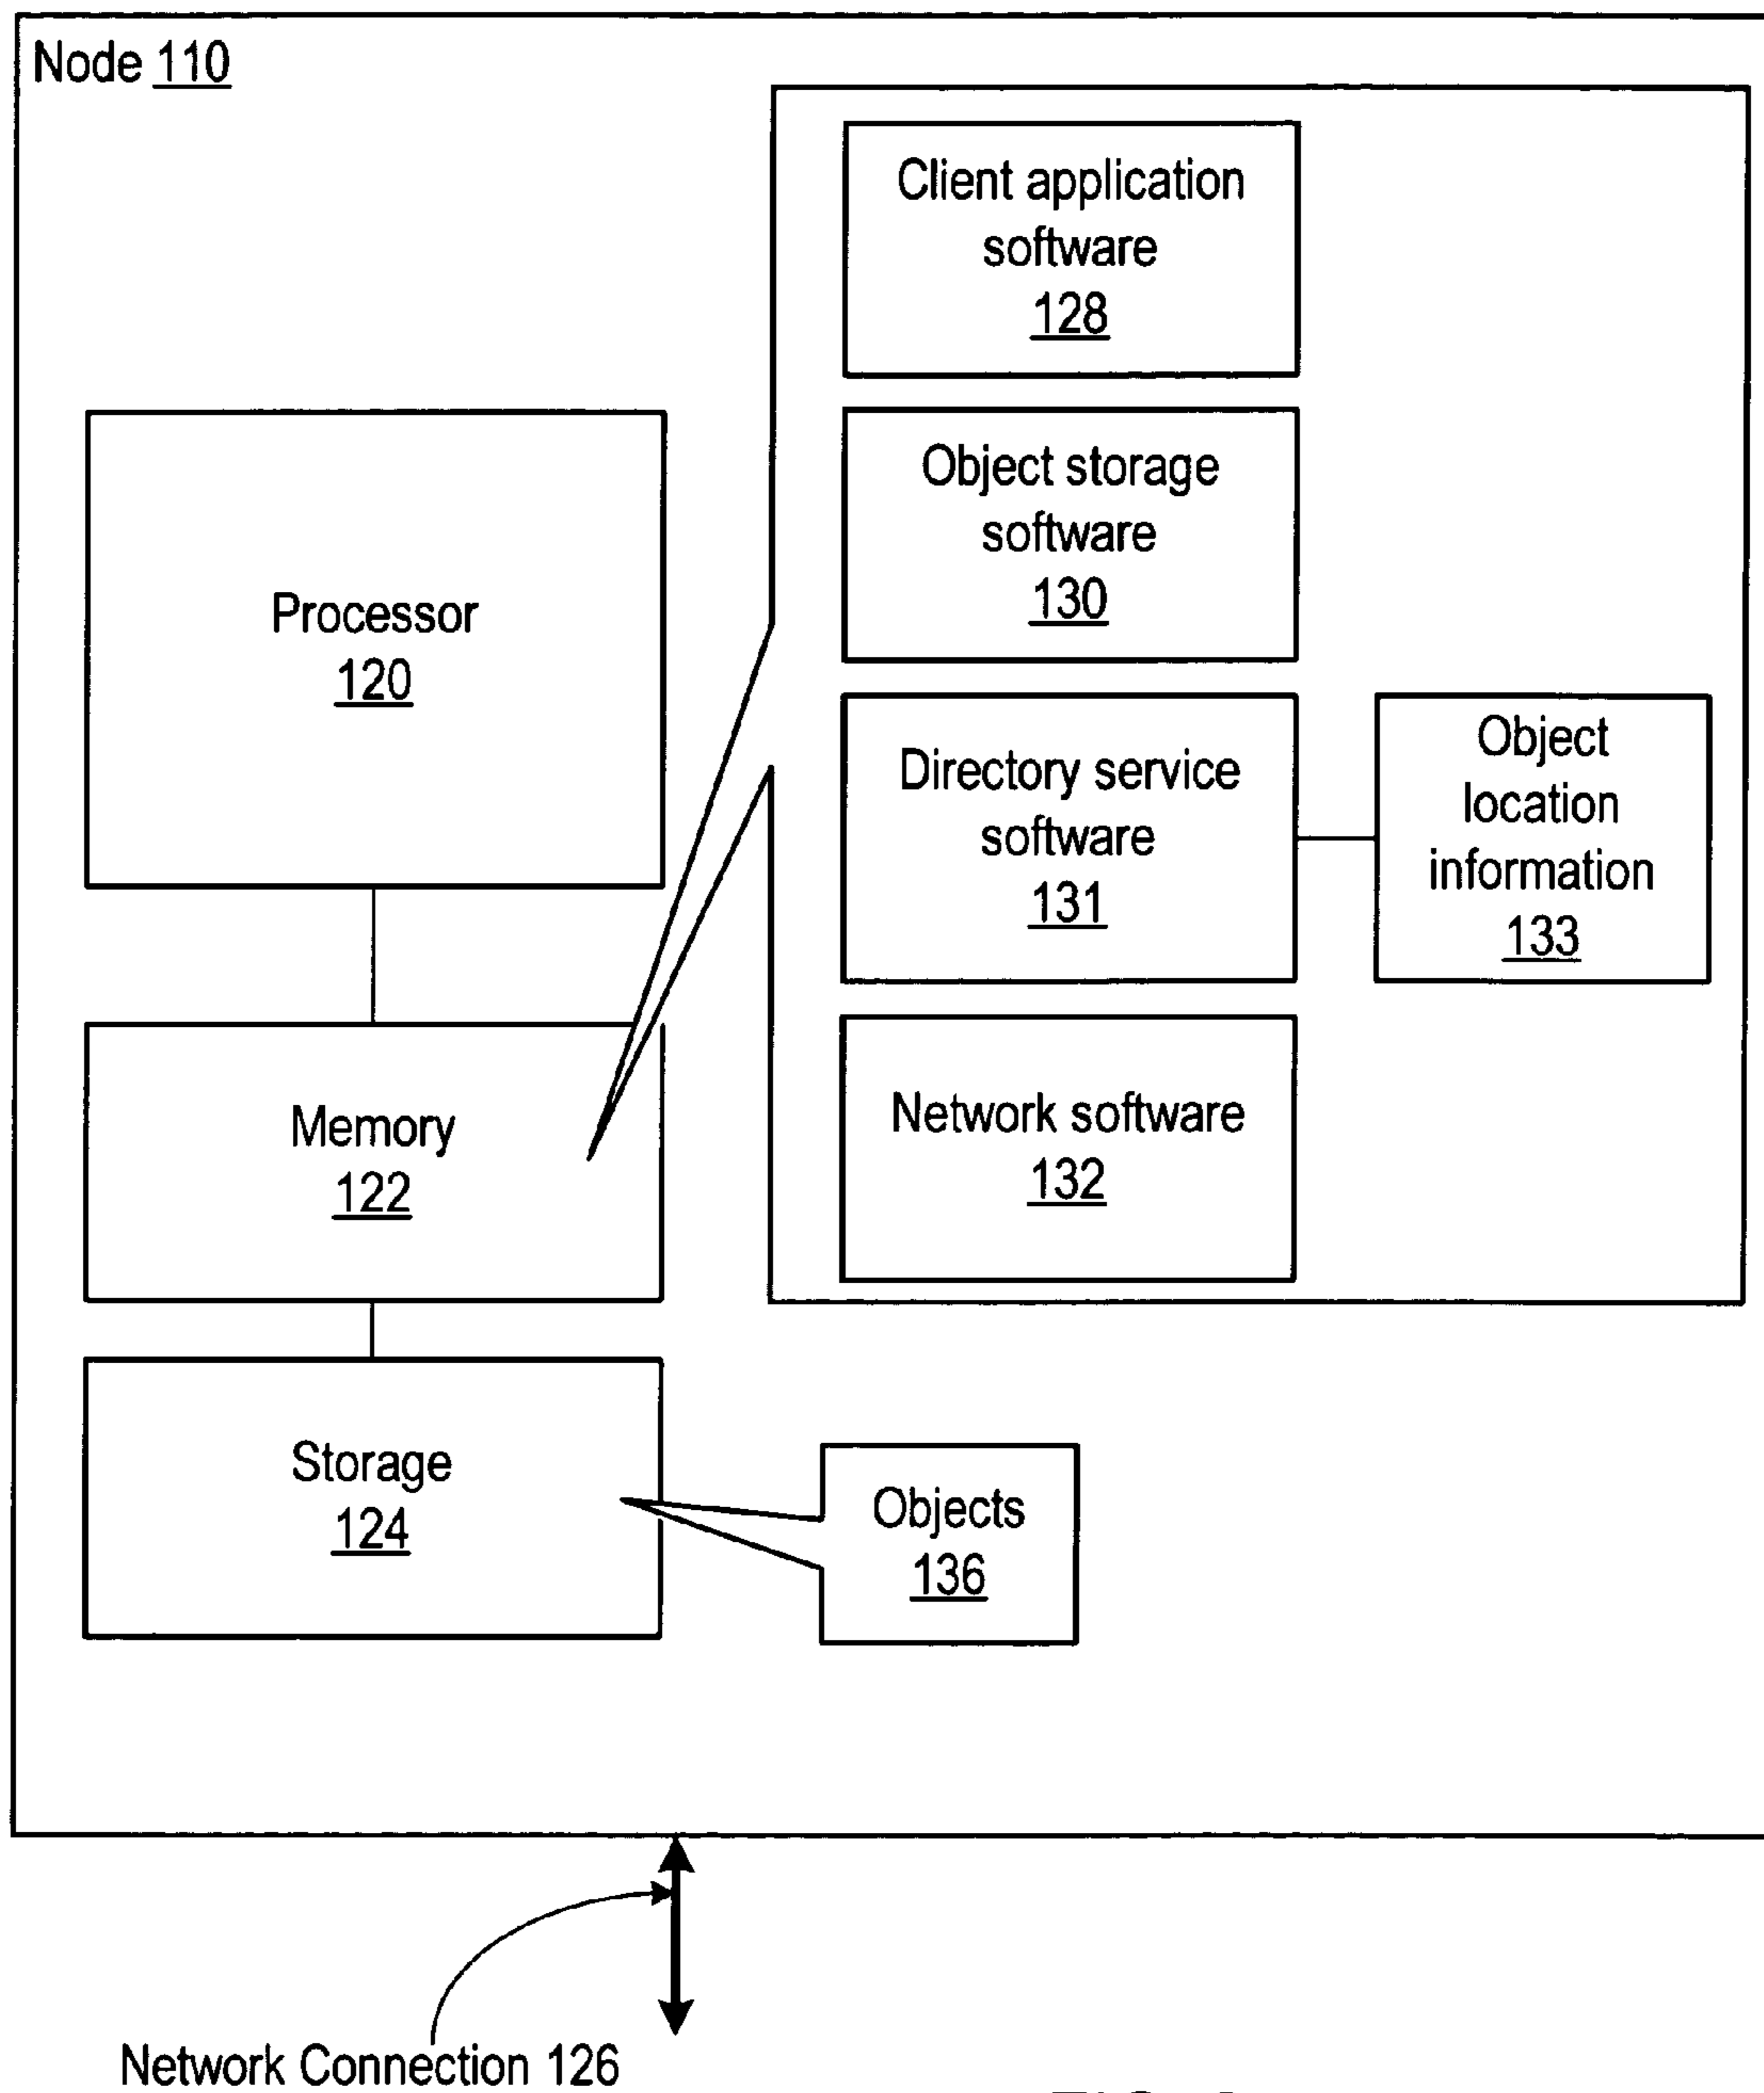 Node 110
Client application
software
128
Object storage
software
130
Processor
120
Directory service
software
131
Object
location
information
133
Memory
122
Network software
132
Storage
124
Objects
136
Network Connection 126